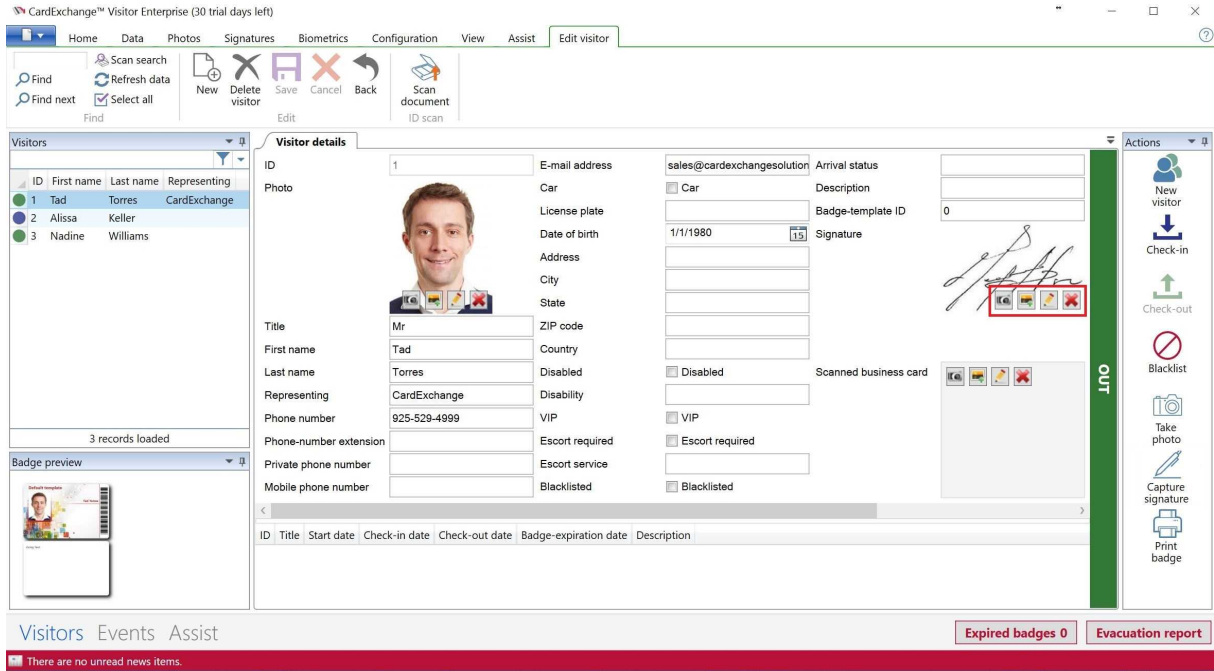 CardExchange™ Visitor Enterprise (30 trial days left)
Home Data Photos Signatures Biometrics Configuration View Assist Edit visitor
Find
Find next
Scan search
Refresh data
Select all
Find
New
Delete visitor
Save
Cancel
Back
Edit
Scan document
ID scan
Visitors
ID First name Last name Representing
1 Tad Torres CardExchange
2 Alissa Keller
3 Nadine Williams
3 records loaded
Badge preview
Default template
Visitor details
ID 1
Photo
Title Mr
First name Tad
Last name Torres
Representing CardExchange
Phone number 925-529-4999
Phone-number extension
Private phone number
Mobile phone number
E-mail address sales@cardexchangesolution
Car Car
License plate
Date of birth 1/1/1980 15
Address
City
State
ZIP code
Country
Disabled Disabled
Disability
VIP VIP
Escort required Escort required
Escort service
Blacklisted Blacklisted
Arrival status
Description
Badge-template ID 0
Signature
Scanned business card
OUT
ID Title Start date Check-in date Check-out date Badge-expiration date Description
Actions
New visitor
Check-in
Check-out
Blacklist
Take photo
Capture signature
Print badge
Visitors Events Assist
Expired badges 0
Evacuation report
There are no unread news items.